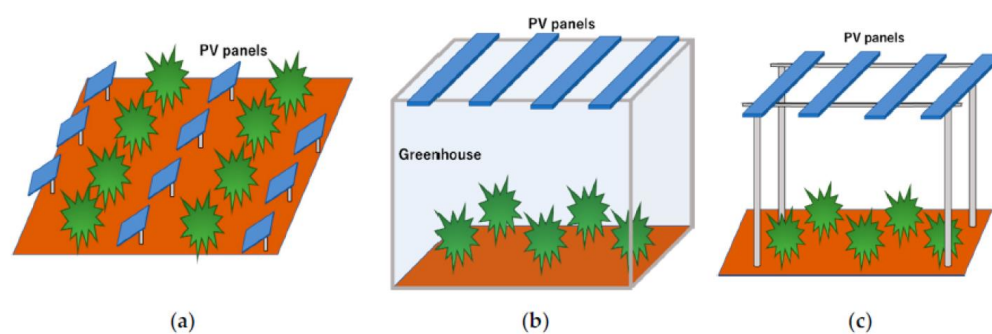 PV panels
PV panels
PV panels
Greenhouse
(a)
(b)
(c)